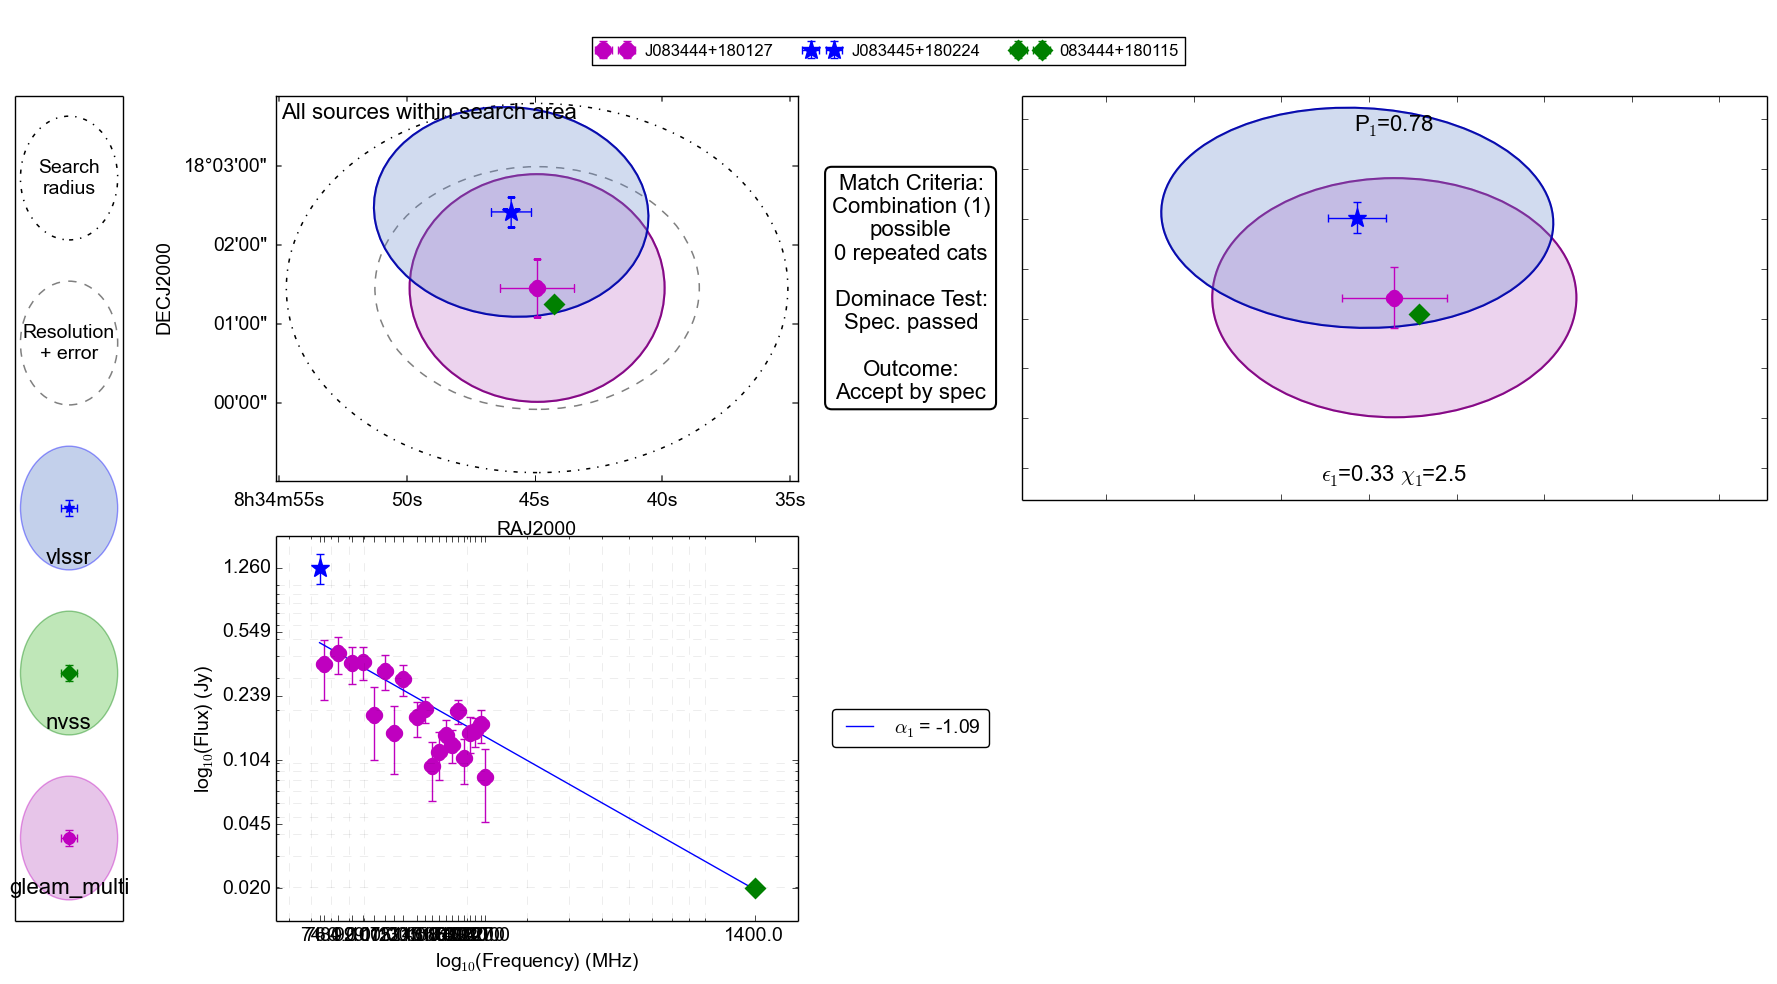 J083444+180127 J083445+180224 083444+180115
Search
radius
Resolution
+ error
vlssr
nvss
gleam_multi
All sources within search area
18°03'00"
02'00"
01'00"
00'00"
DECJ2000
8h34m55s 50s 45s 40s 35s
RAJ2000
Match Criteria:
Combination (1)
possible
0 repeated cats
Dominace Test:
Spec. passed
Outcome:
Accept by spec
P1=0.78
ϵ1=0.33 χ1=2.5
1.260
0.549
0.239
0.104
0.045
0.020
log10(Flux) (Jy)
1400.0
log10(Frequency) (MHz)
α1 = -1.09